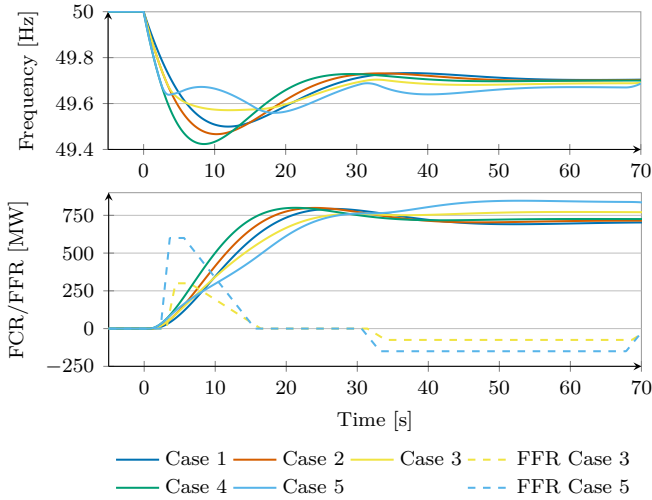 50
49.8
49.6
49.4
Frequency [Hz]
0 10 20 30 40 50 60 70
750
500
250
0
−250
FCR/FFR [MW]
0 10 20 30 40 50 60 70
Time [s]
Case 1 Case 2 Case 3 FFR Case 3
Case 4 Case 5 FFR Case 5